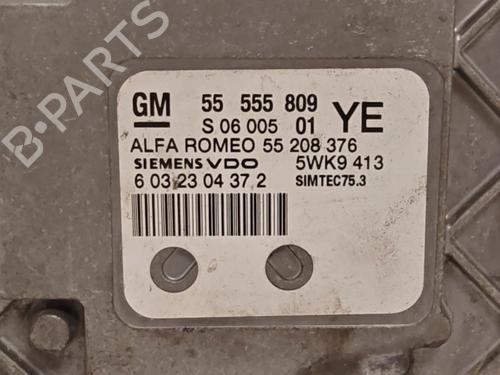 GM 55 555 809
S 06 005 01 YE
ALFA ROMEO 55 208 376
SIEMENS VDO 5WK9 413
6 03 23 04 37 2 SIMTEC75.3
B-PARTS